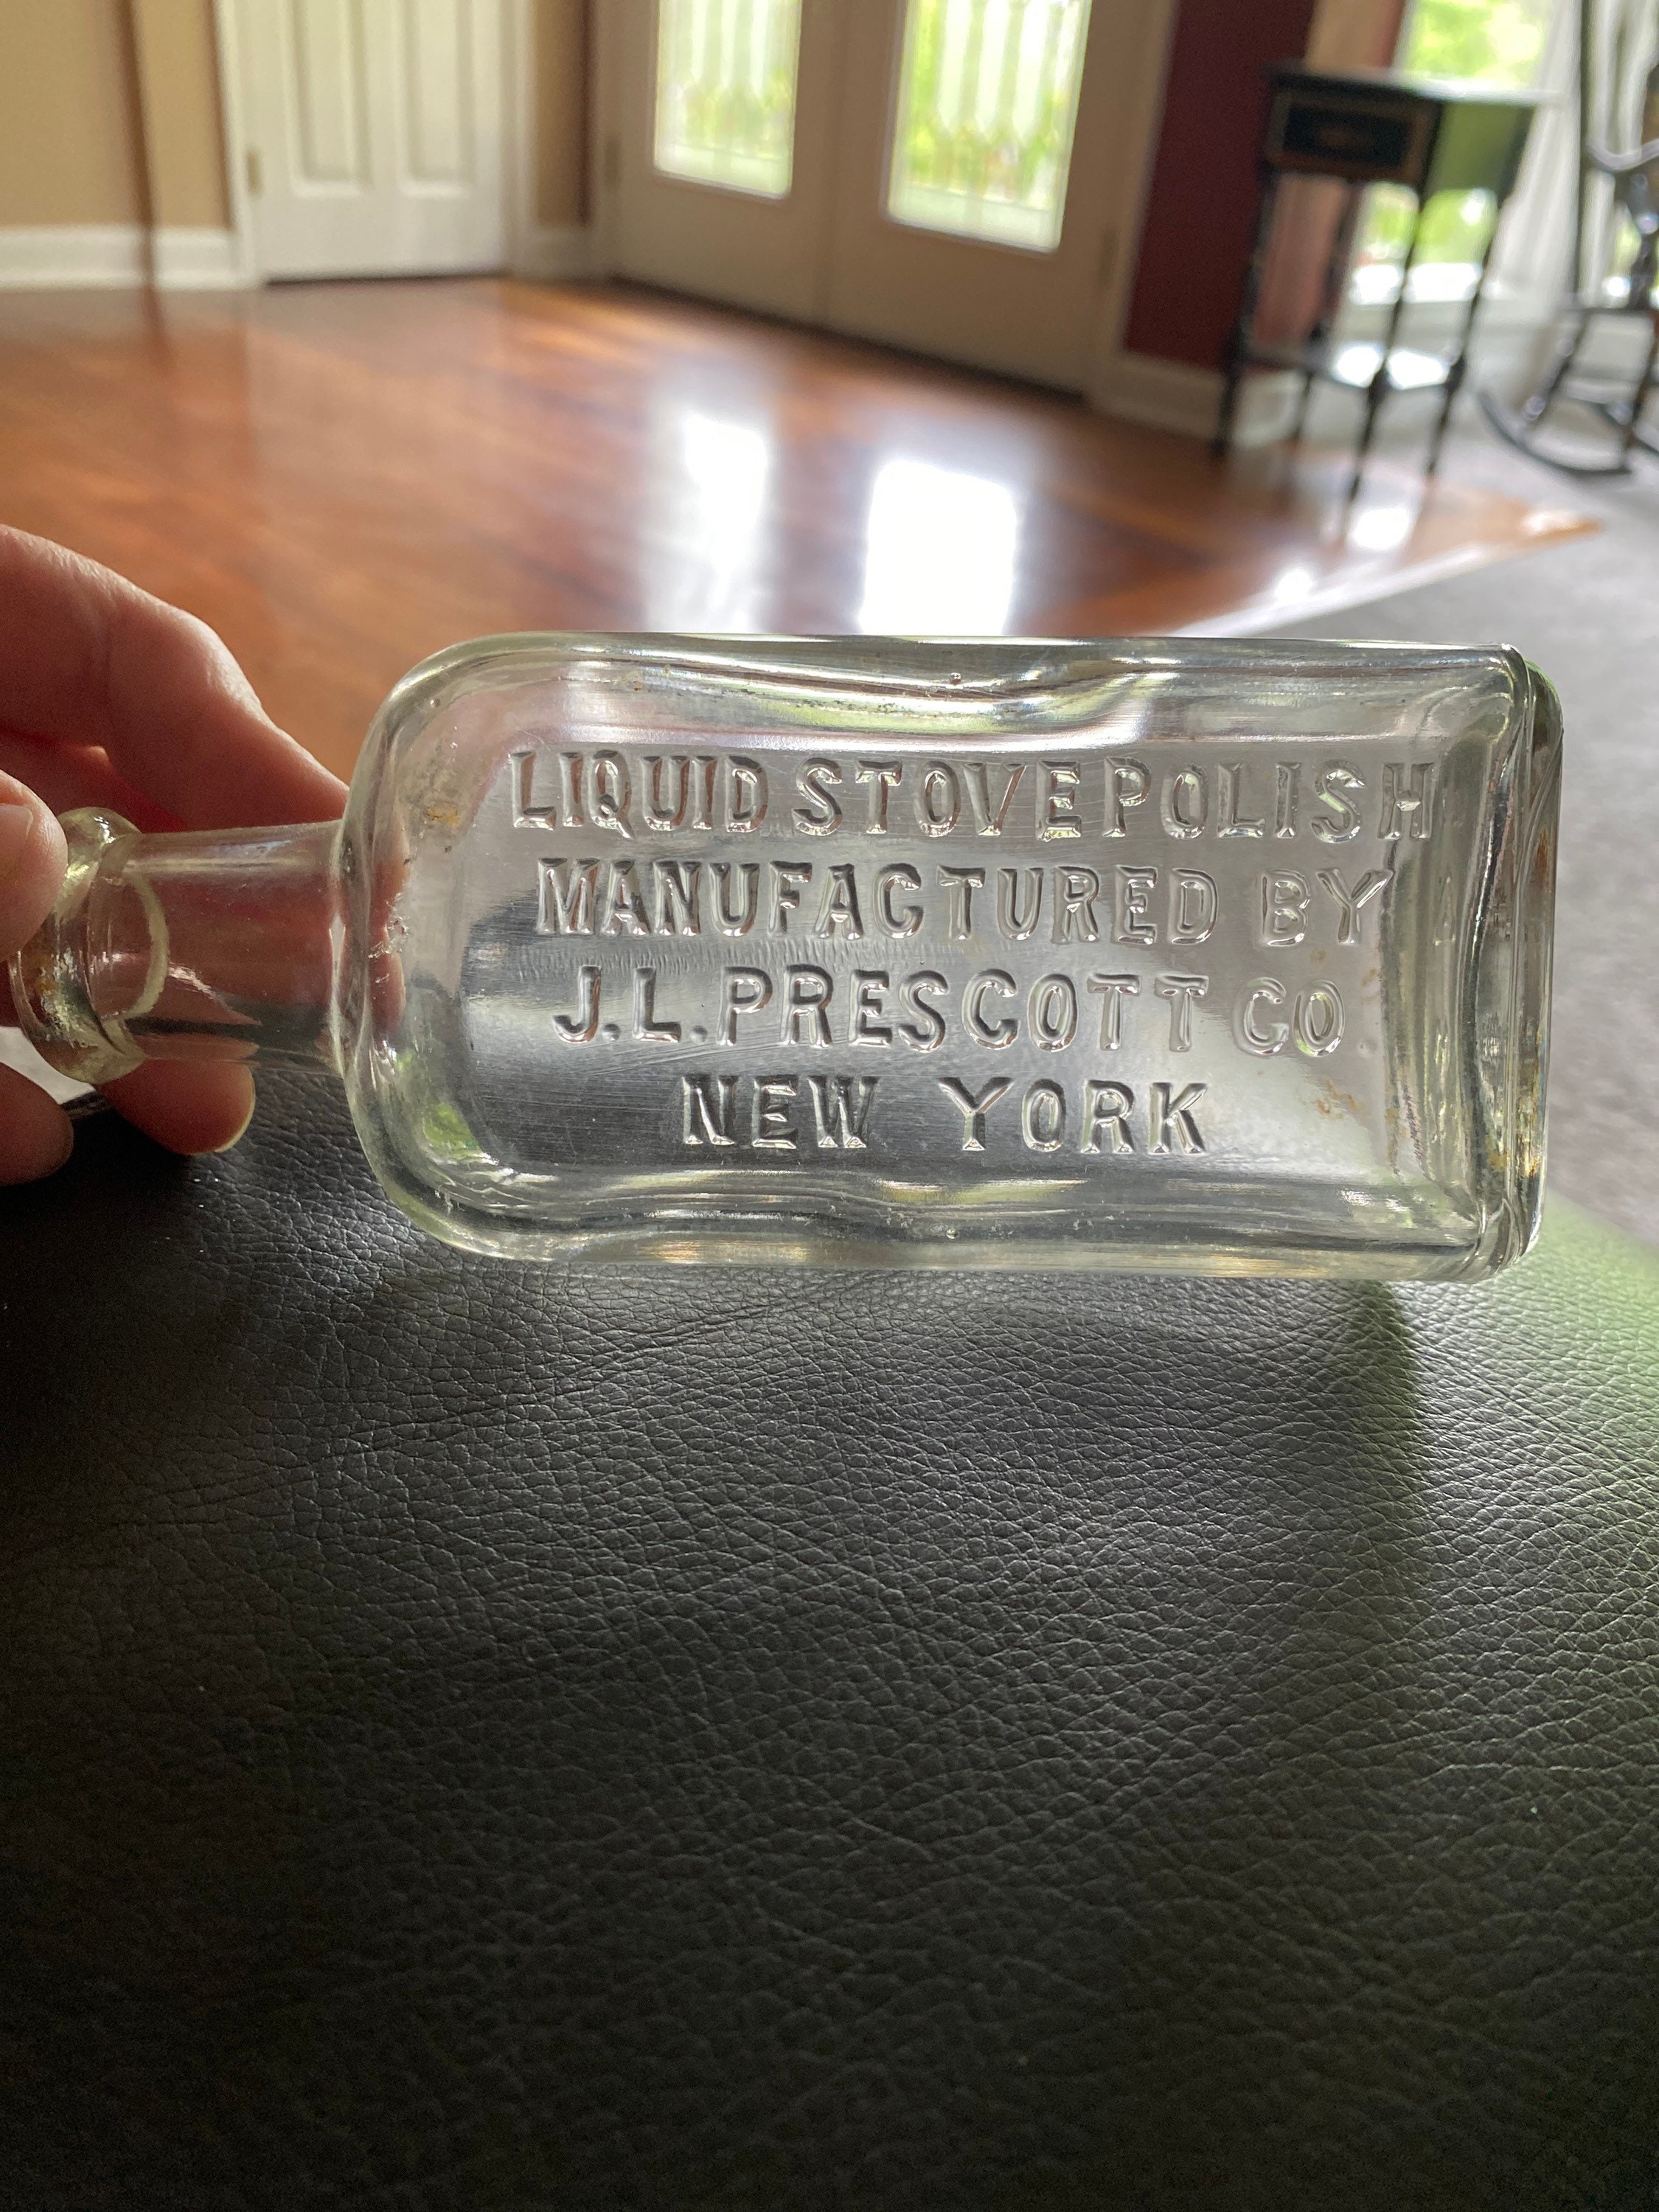 LIQUID STOVE POLISH
MANUFACTURED BY
J.L. PRESCOTT CO
NEW YORK